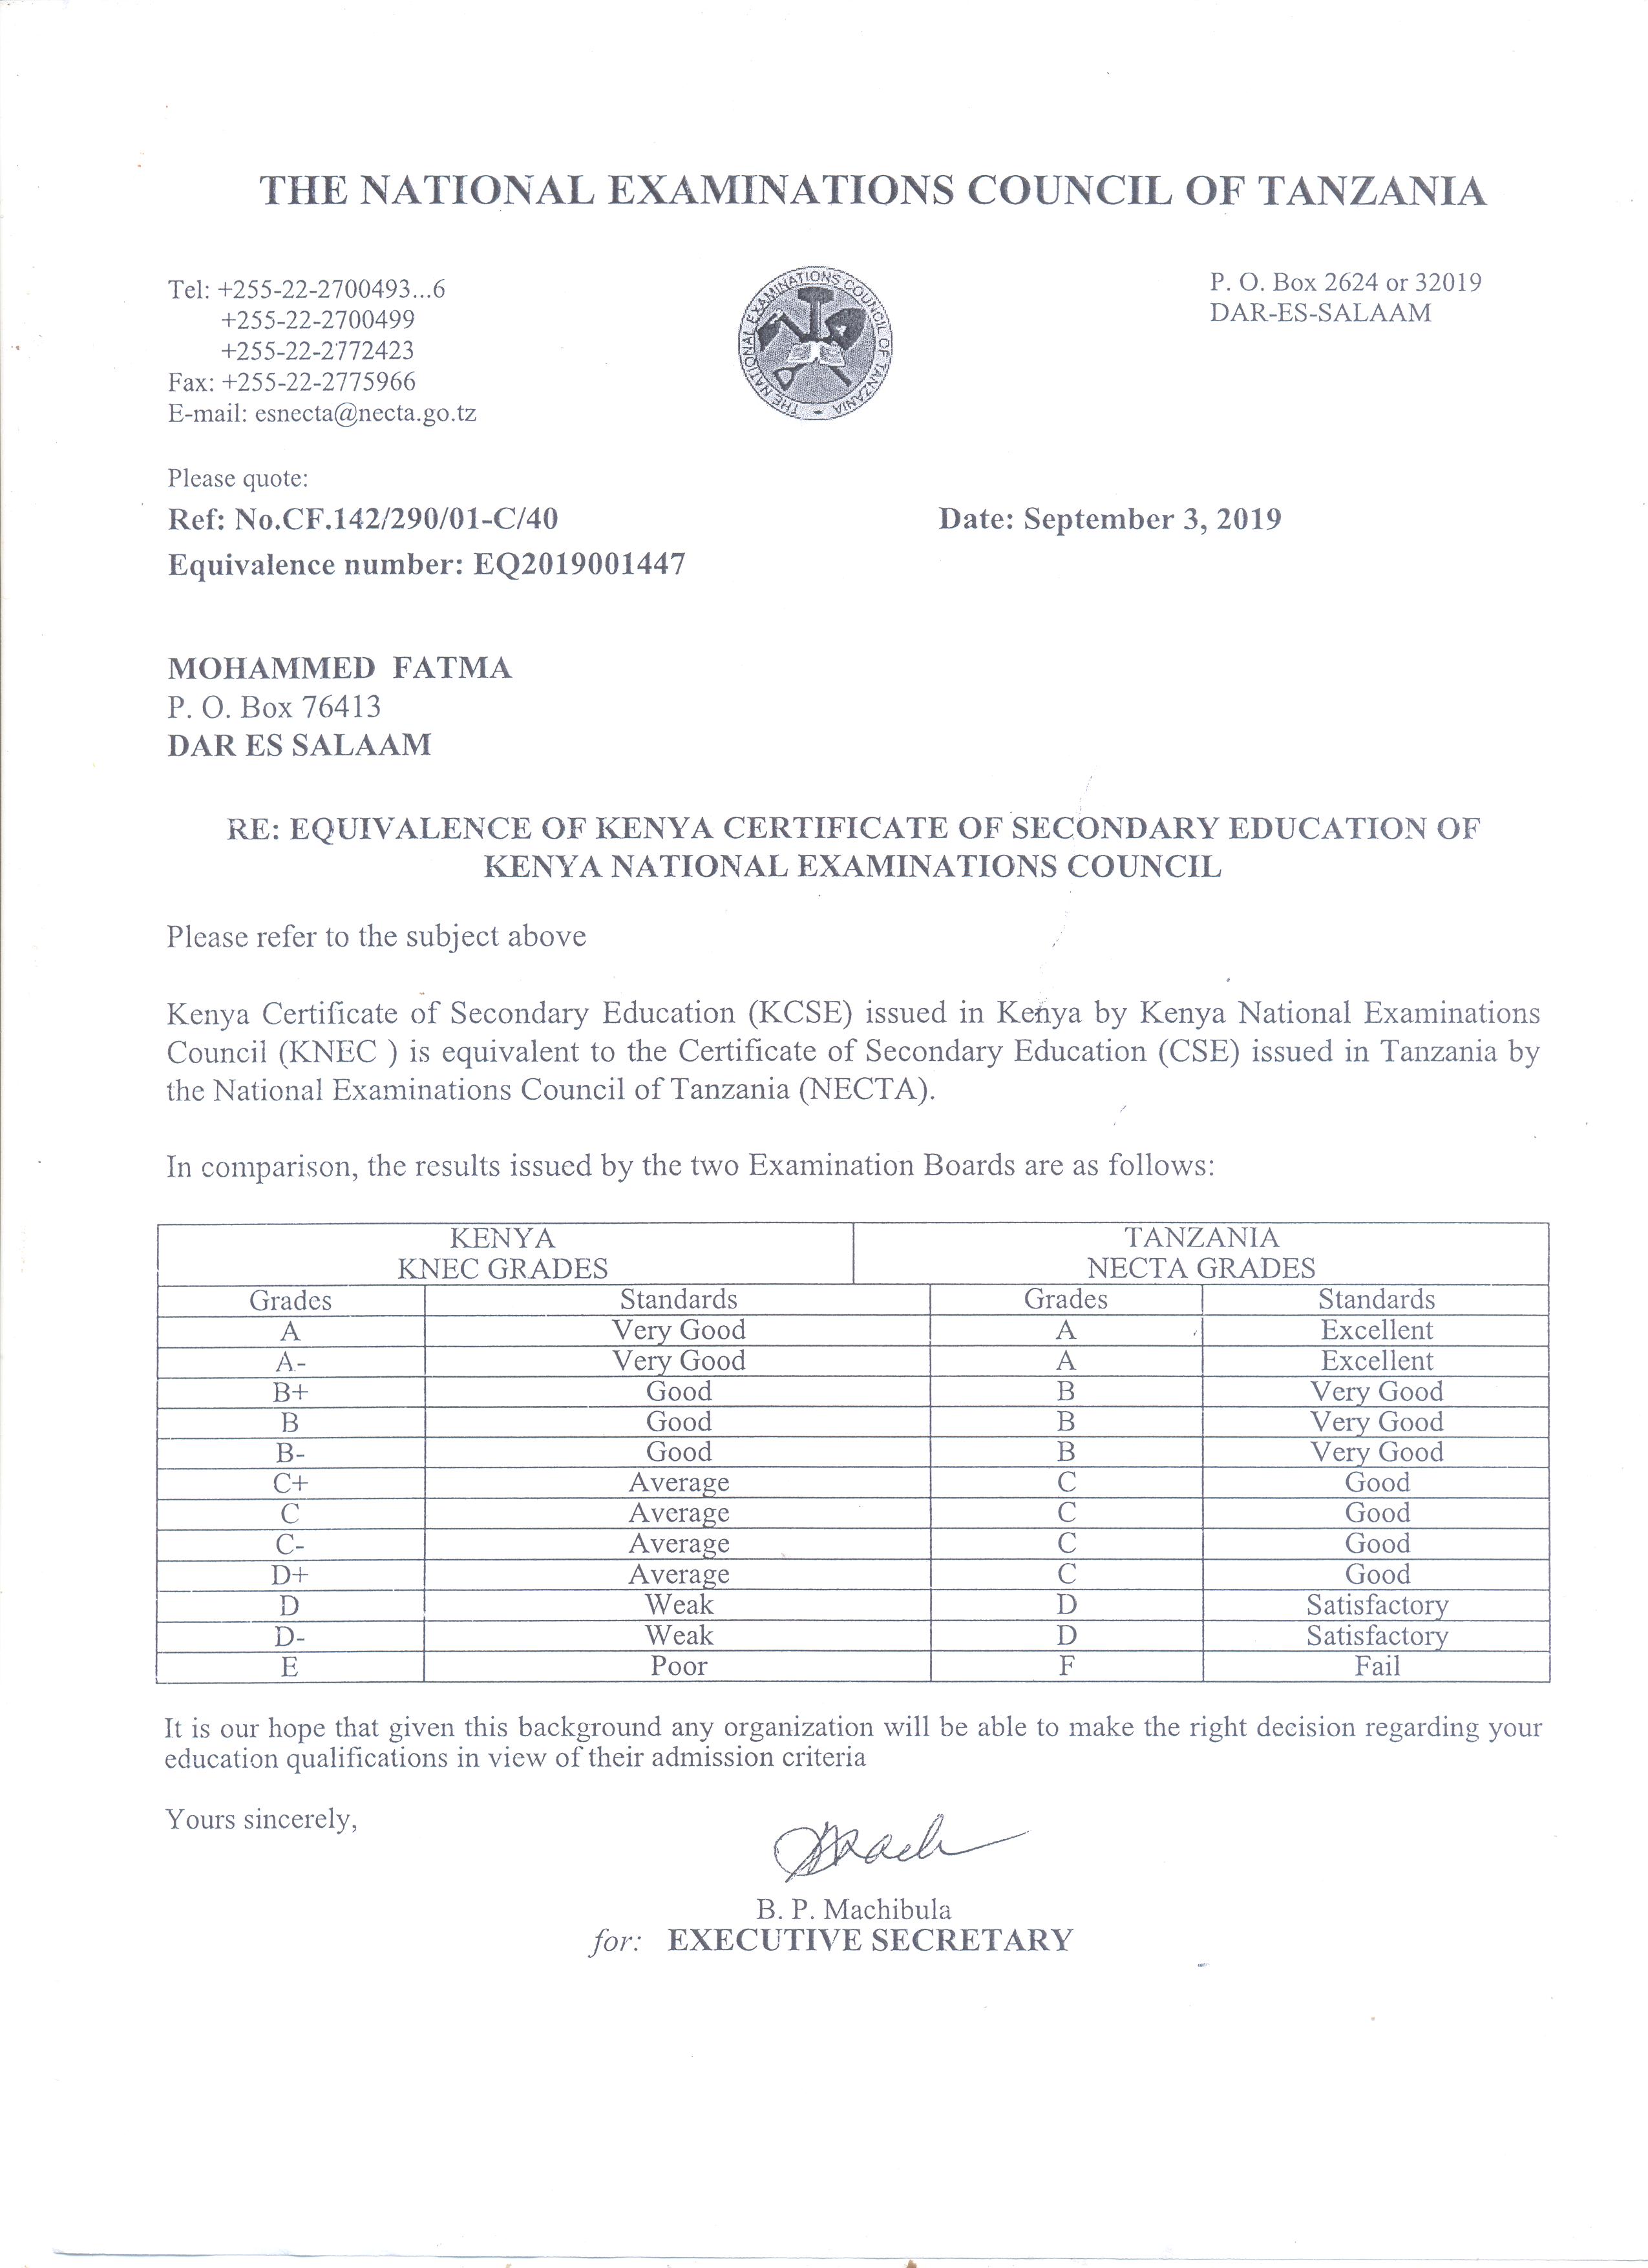 THE NATIONAL EXAMINATIONS COUNCIL OF TANZANIA
Tel: +255-22-2700493...6
+255-22-2700499
+255-22-2772423
Fax: +255-22-2775966
E-mail: esnecta@necta.go.tz
THE NATIONAL EXAMINATIONS COUNCIL OF TANZANIA
P. O. Box 2624 or 32019
DAR-ES-SALAAM
Please quote:
Ref: No.CF.142/290/01-C/40 Date: September 3, 2019
Equivalence number: EQ2019001447
MOHAMMED FATMA
P. O. Box 76413
DAR ES SALAAM
RE: EQUIVALENCE OF KENYA CERTIFICATE OF SECONDARY EDUCATION OF
KENYA NATIONAL EXAMINATIONS COUNCIL
Please refer to the subject above
Kenya Certificate of Secondary Education (KCSE) issued in Kenya by Kenya National Examinations
Council (KNEC ) is equivalent to the Certificate of Secondary Education (CSE) issued in Tanzania by
the National Examinations Council of Tanzania (NECTA).
In comparison, the results issued by the two Examination Boards are as follows:
KENYA TANZANIA
KNEC GRADES NECTA GRADES
Grades Standards Grades Standards
A Very Good A Excellent
A- Very Good A Excellent
B+ Good B Very Good
B Good B Very Good
B- Good B Very Good
C+ Average C Good
C Average C Good
C- Average C Good
D+ Average C Good
D Weak D Satisfactory
D- Weak D Satisfactory
E Poor F Fail
It is our hope that given this background any organization will be able to make the right decision regarding your
education qualifications in view of their admission criteria
Yours sincerely,
B. P. Machibula
for: EXECUTIVE SECRETARY